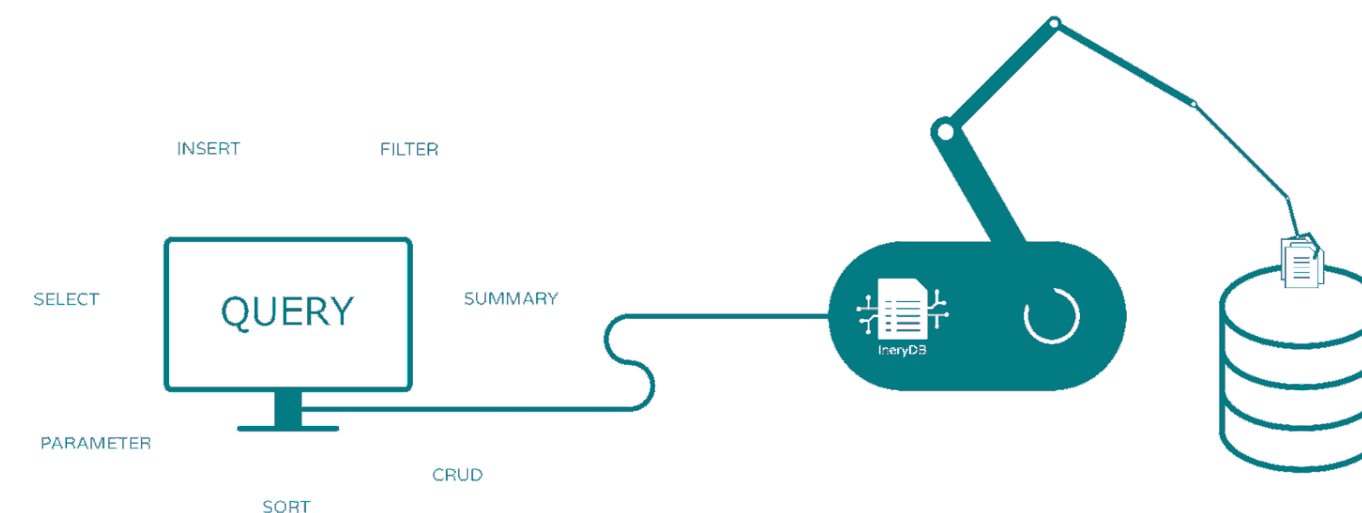 INSERT
FILTER
SELECT
QUERY
SUMMARY
IneryDB
PARAMETER
CRUD
SORT